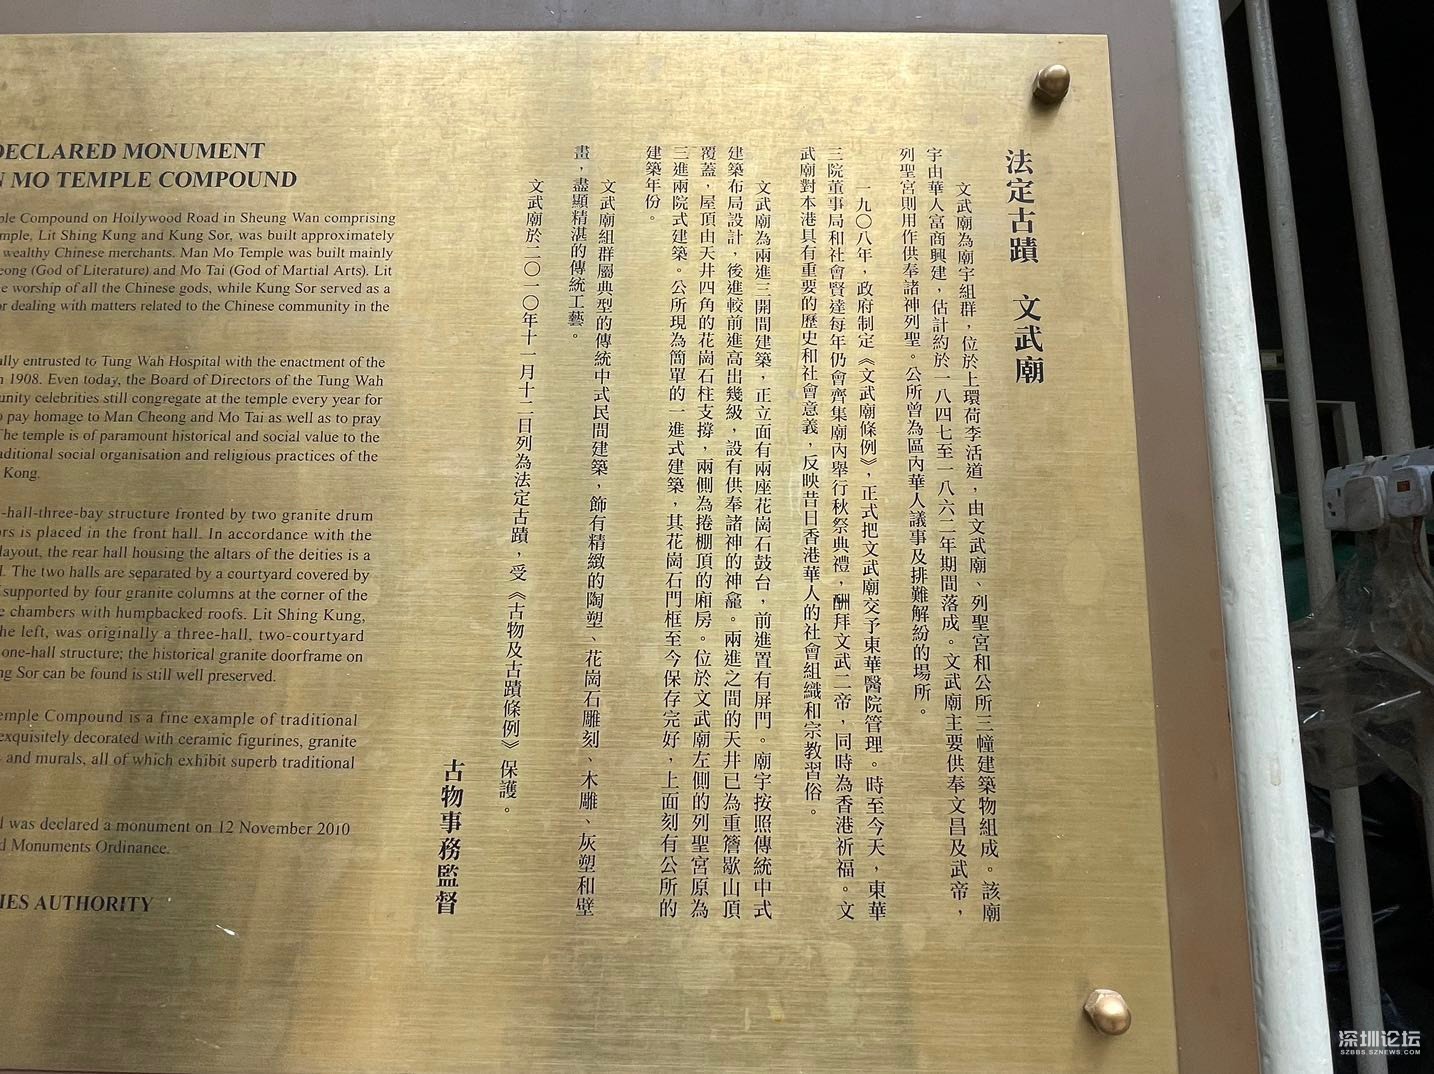 DECLARED MONUMENT
MO TEMPLE COMPOUND
Compound on Hoilywood Road in Sheung Wan comprising
Lit Shing Kung and Kung Sor, was built approximately
wealthy Chinese merchants. Man Mo Temple was built mainly
(God of Literature) and Mo Tai (God of Martial Arts). Lit
worship of all the Chinese gods, while Kung Sor served as a
dealing with matters related to the Chinese community in the
entrusted to Tung Wah Hospital with the enactment of the
1908. Even today, the Board of Directors of the Tung Wah
celebrities still congregate at the temple every year for
pay homage to Man Cheong and Mo Tai as well as to pray
The temple is of paramount historical and social value to the
social organisation and religious practices of the
Kong.
-hall-three-bay structure fronted by two granite drum
is placed in the front hall. In accordance with the
layout, the rear hall housing the altars of the deities is a
The two halls are separated by a courtyard covered by
supported by four granite columns at the corner of the
chambers with humpbacked roofs. Lit Shing Kung,
the left, was originally a three-hall, two-courtyard
one-hall structure; the historical granite doorframe on
Sor can be found is still well preserved.
Compound is a fine example of traditional
exquisitely decorated with ceramic figurines, granite
and murals, all of which exhibit superb traditional
was declared a monument on 12 November 2010
Monuments Ordinance.
AUTHORITY
法定古蹟 文武廟
文武廟為廟宇組群，位於上環荷李活道，由文武廟、列聖宮和公所三幢建築物組成。該廟
宇由華人富商興建，估計約於一八四七至一八六二年期間落成。文武廟主要供奉文昌及武帝，
列聖宮則用作供奉諸神列聖。公所曾為區內華人議事及排難解紛的場所。
一九〇八年，政府制定《文武廟條例》，正式把文武廟交予東華醫院管理。時至今天，東華
三院董事局和社會賢達每年仍會齊集廟內舉行秋祭典禮，酬拜文武二帝，同時為香港祈福。文
武廟對本港具有重要的歷史和社會意義，反映昔日香港華人的社會組織和宗教習俗。
文武廟為兩進三開間建築，正立面有兩座花崗石鼓台，前進置有屏門。廟宇按照傳統中式
建築布局設計，後進較前進高出幾級，設有供奉諸神的神龕。兩進之間的天井已為重簷歇山頂
覆蓋，屋頂由天井四角的花崗石柱支撐，兩側為捲棚頂的廂房。位於文武廟左側的列聖宮原為
三進兩院式建築。公所現為簡單的一進式建築，其花崗石門框至今保存完好，上面刻有公所的
建築年份。
文武廟組群屬典型的傳統中式民間建築，飾有精緻的陶塑、花崗石雕刻、木雕、灰塑和壁
畫，盡顯精湛的傳統工藝。
文武廟於二〇一〇年十一月十二日列為法定古蹟，受《古物及古蹟條例》保護。
古物事務監督
深圳论坛
SZBBS.SZNEWS.COM